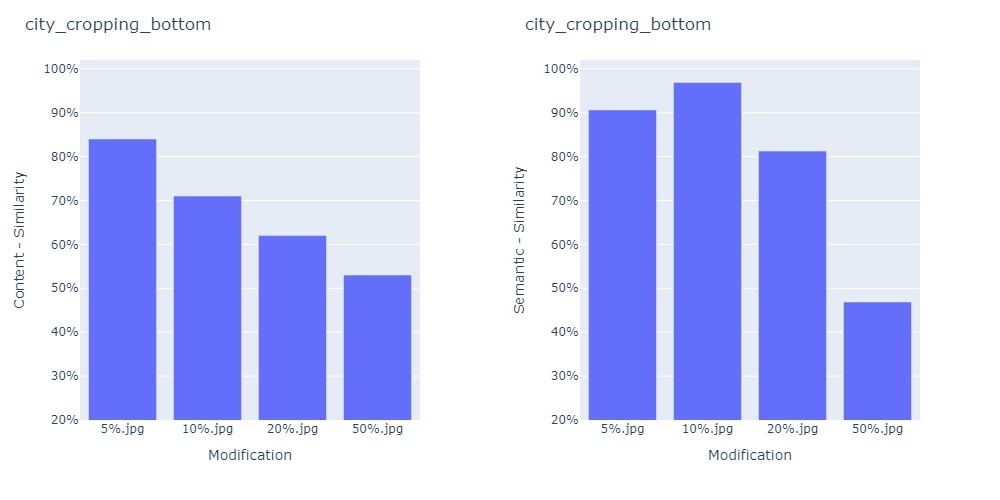 city_cropping_bottom
100%
90%
80%
70%
60%
50%
40%
30%
20%
Content - Similarity
5%.jpg 10%.jpg 20%.jpg 50%.jpg
Modification
city_cropping_bottom
100%
90%
80%
70%
60%
50%
40%
30%
20%
Semantic - Similarity
5%.jpg 10%.jpg 20%.jpg 50%.jpg
Modification